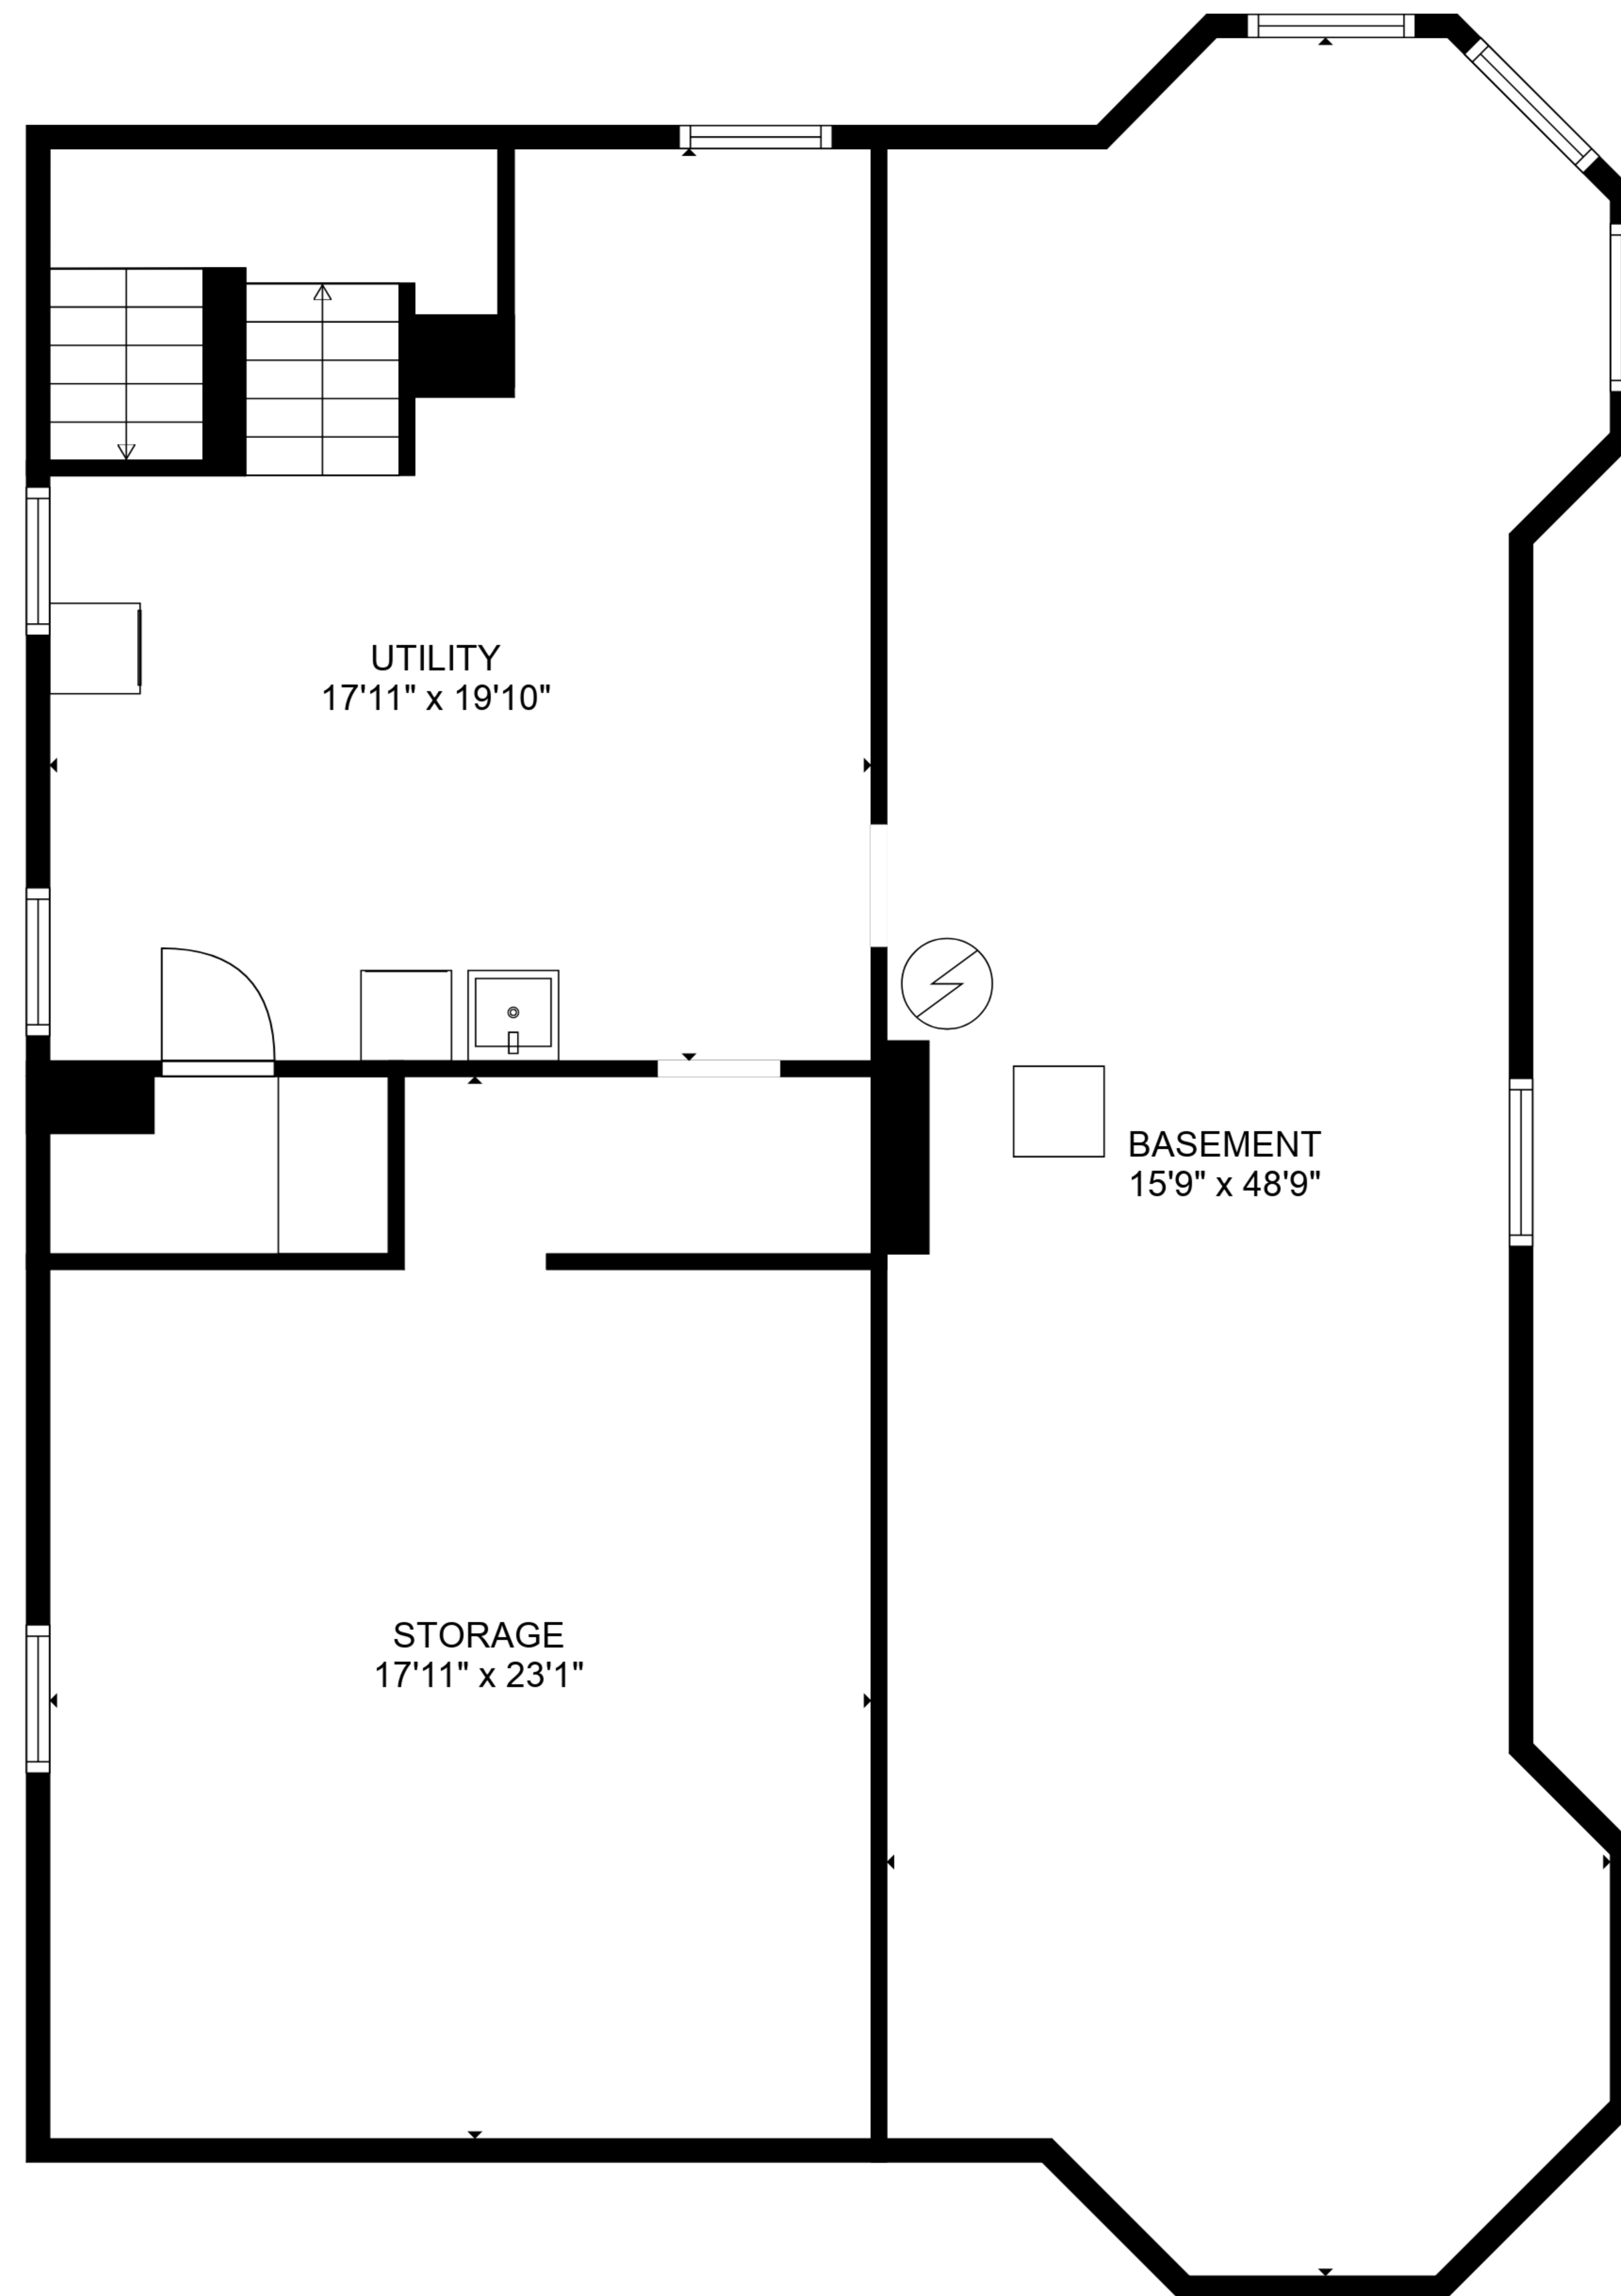 UTILITY
17'11" x 19'10"
BASEMENT
15'9" x 48'9"
STORAGE
17'11" x 23'1"